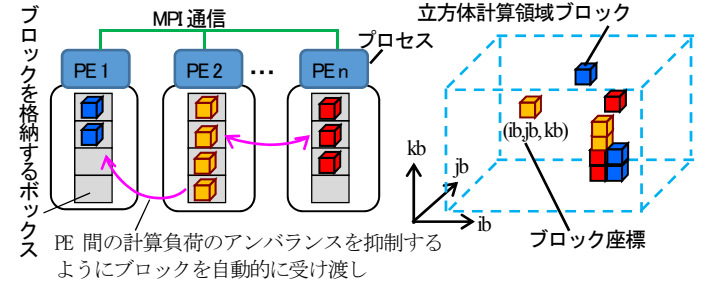 ブロックを格納するボックス
MPI 通信
プロセス
PE 1
PE 2
…
PE n
PE 間の計算負荷のアンバランスを抑制する
ようにブロックを自動的に受け渡し
立方体計算領域ブロック
(ib,jb, kb)
kb
jb
ib
ブロック座標